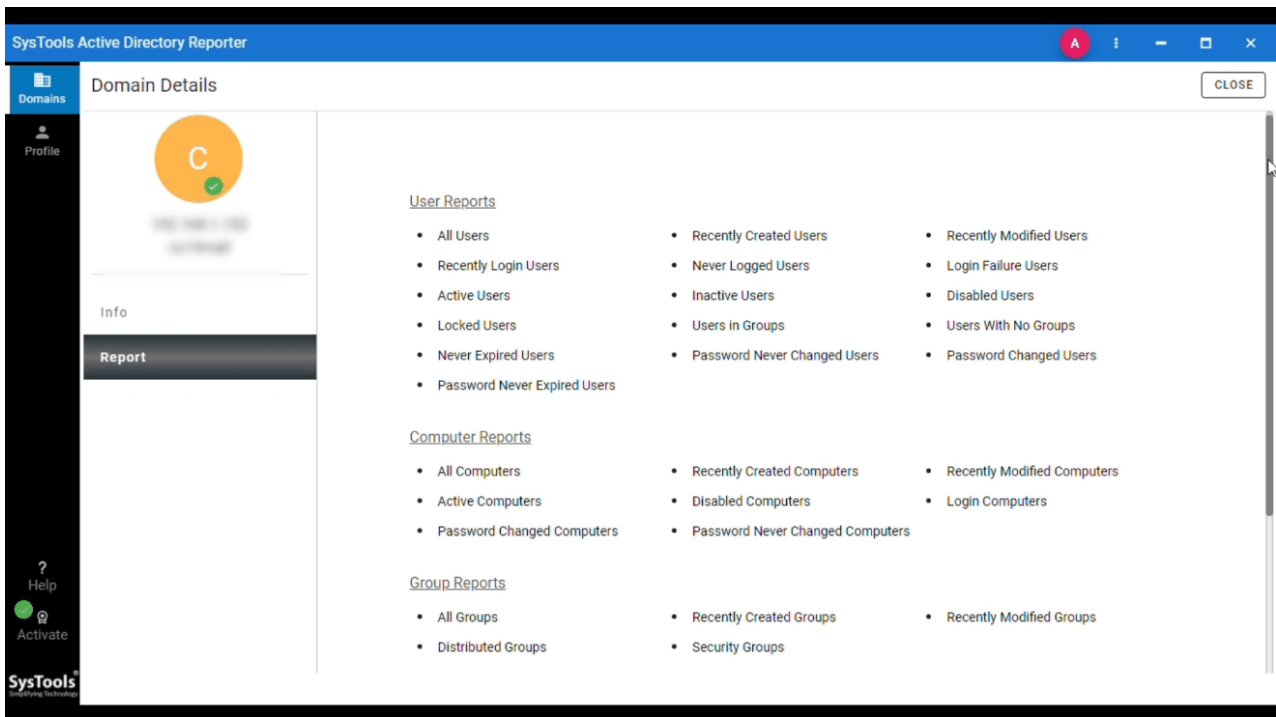 SysTools Active Directory Reporter
A
Domains
Profile
Domain Details
CLOSE
C
Info
Report
User Reports
All Users
Recently Created Users
Recently Modified Users
Recently Login Users
Never Logged Users
Login Failure Users
Active Users
Inactive Users
Disabled Users
Locked Users
Users in Groups
Users With No Groups
Never Expired Users
Password Never Changed Users
Password Changed Users
Password Never Expired Users
Computer Reports
All Computers
Recently Created Computers
Recently Modified Computers
Active Computers
Disabled Computers
Login Computers
Password Changed Computers
Password Never Changed Computers
Group Reports
All Groups
Recently Created Groups
Recently Modified Groups
Distributed Groups
Security Groups
?
Help
Activate
SysTools®
Simplifying Technology